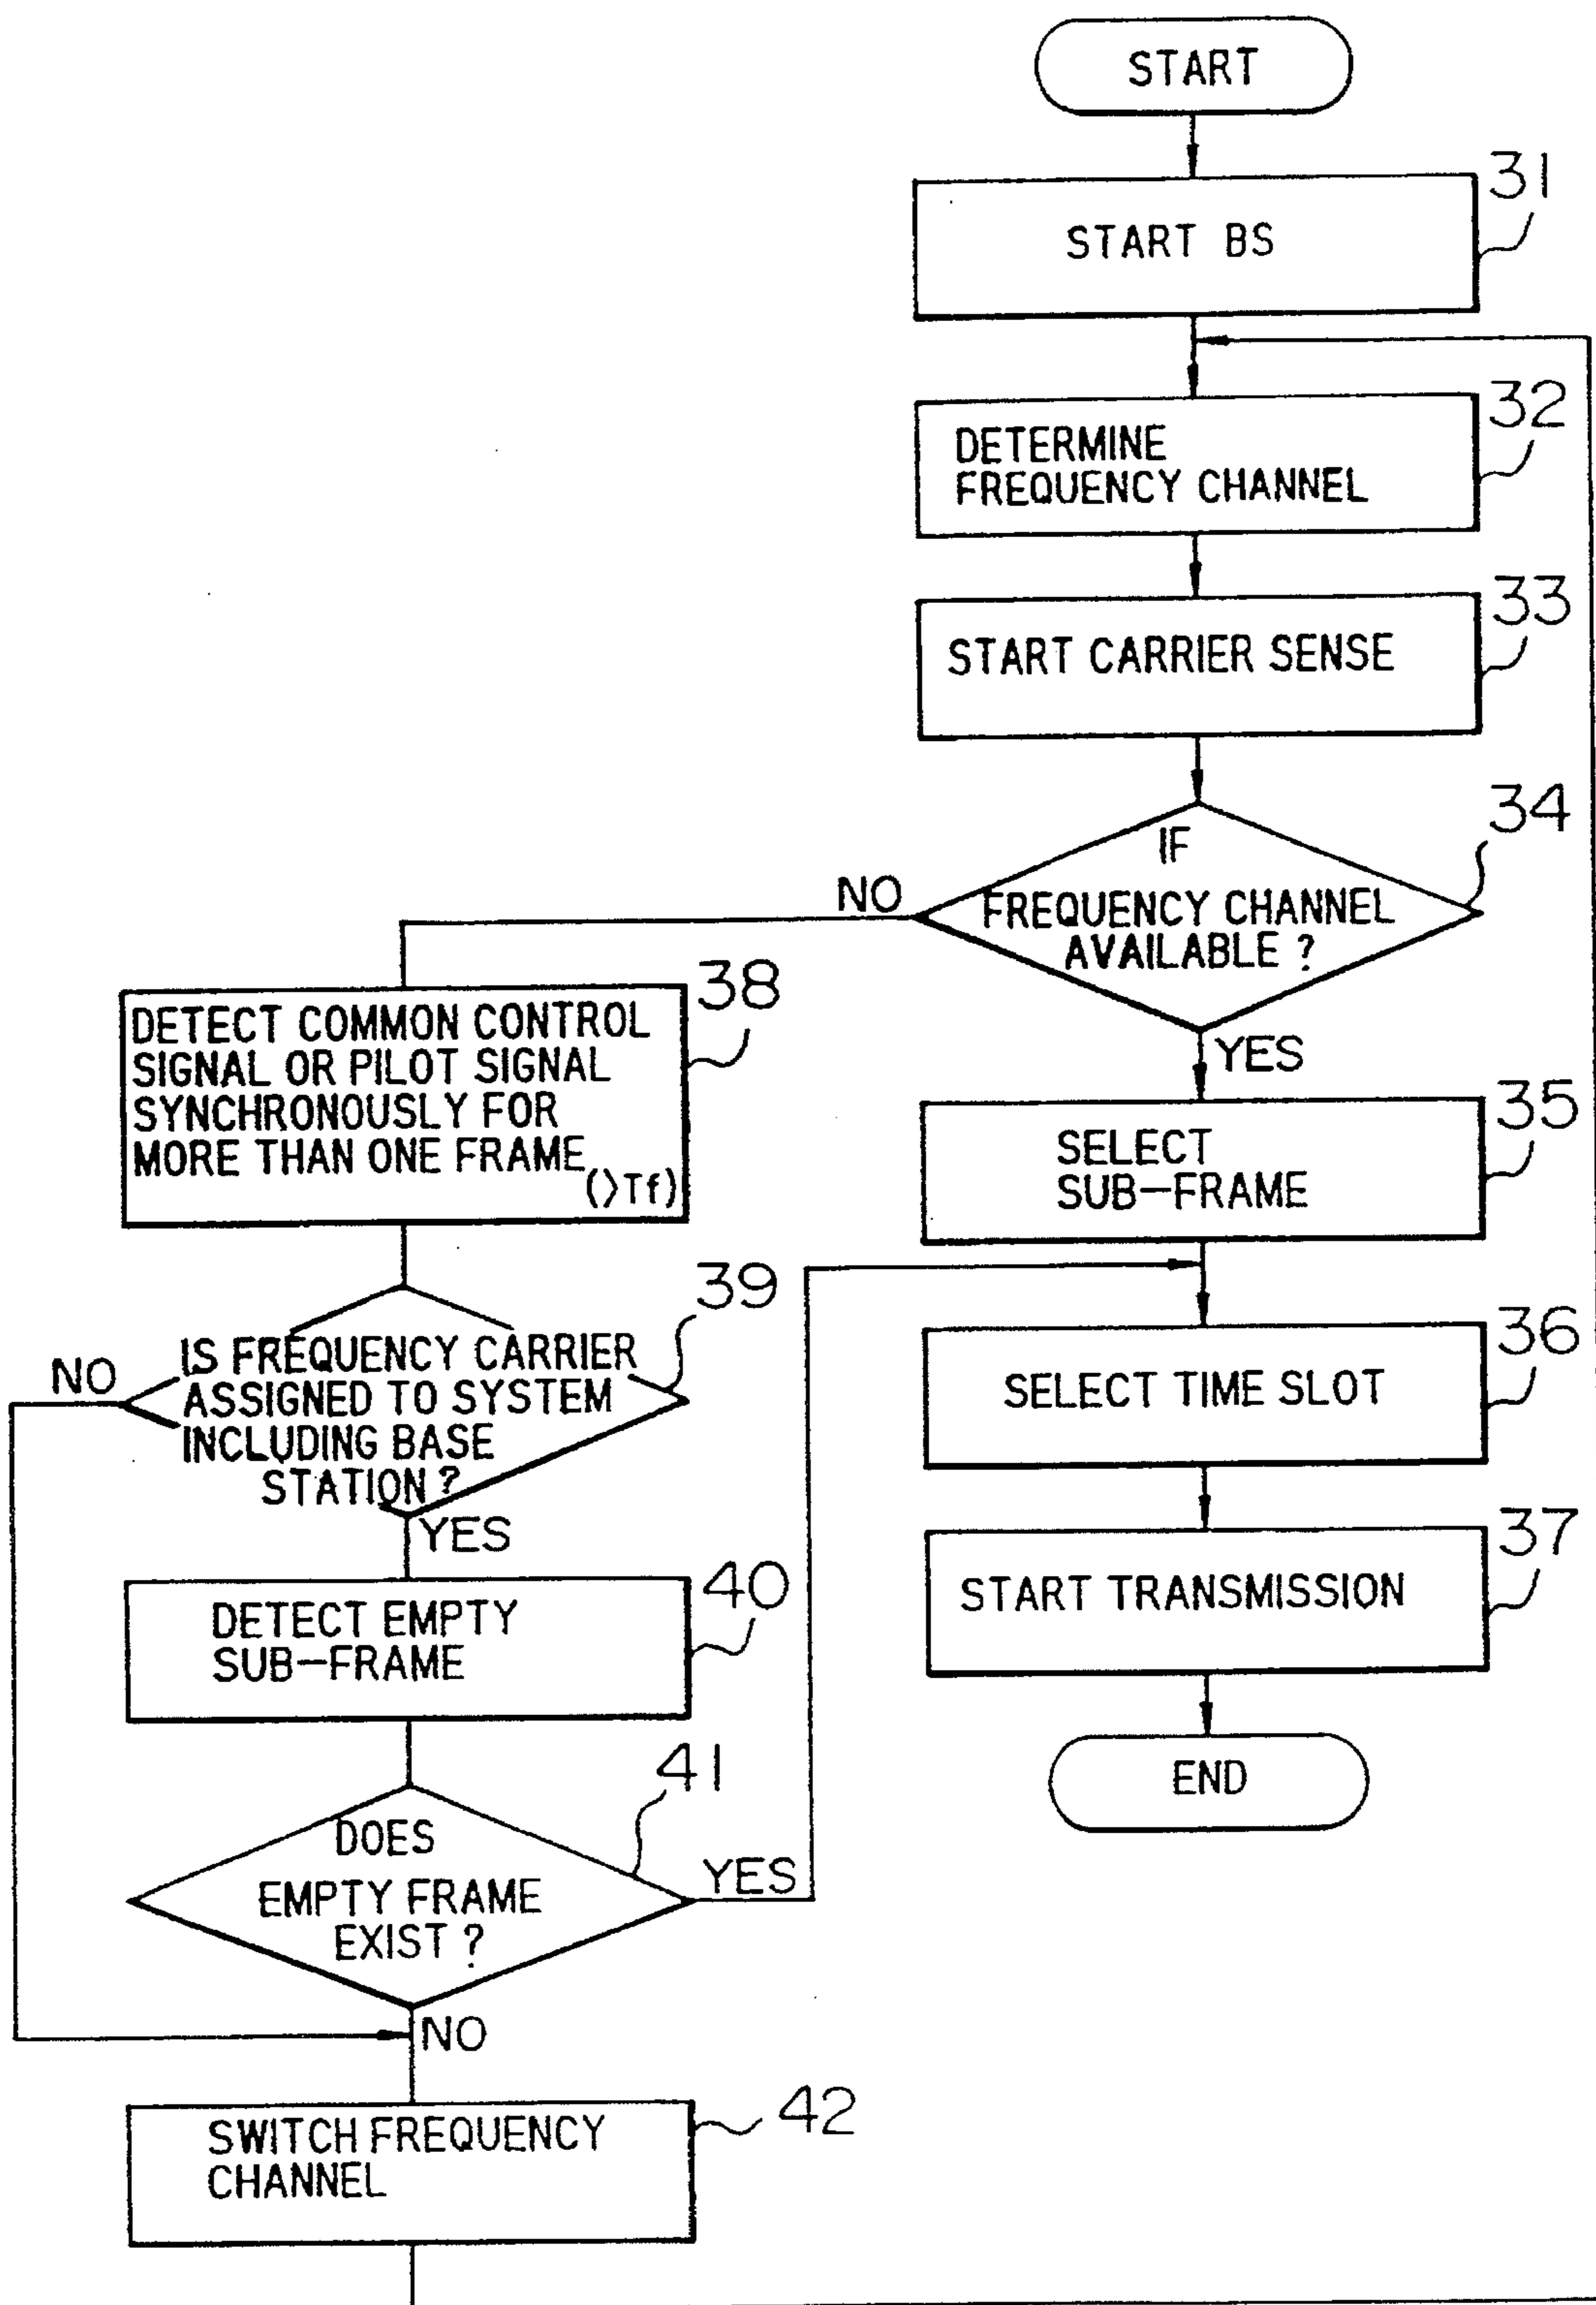 START
31
START BS
32
DETERMINE
FREQUENCY CHANNEL
33
START CARRIER SENSE
34
IF
FREQUENCY CHANNEL
AVAILABLE ?
NO
YES
38
DETECT COMMON CONTROL
SIGNAL OR PILOT SIGNAL
SYNCHRONOUSLY FOR
MORE THAN ONE FRAME
(>Tf)
35
SELECT
SUB-FRAME
39
IS FREQUENCY CARRIER
ASSIGNED TO SYSTEM
INCLUDING BASE
STATION ?
NO
YES
36
SELECT TIME SLOT
37
START TRANSMISSION
END
40
DETECT EMPTY
SUB-FRAME
41
DOES
EMPTY FRAME
EXIST ?
YES
NO
42
SWITCH FREQUENCY
CHANNEL